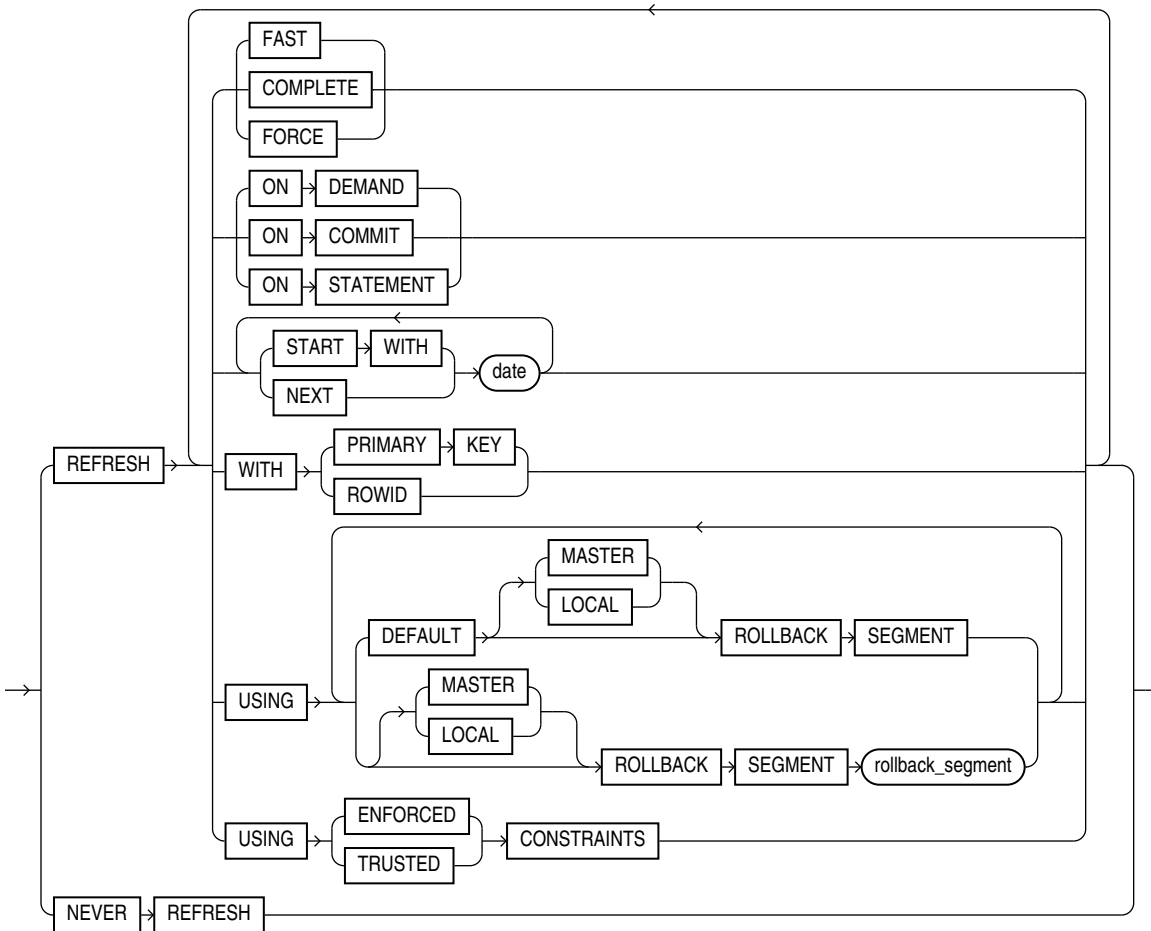 FAST
COMPLETE
FORCE
ON DEMAND
ON COMMIT
ON STATEMENT
START WITH
date
NEXT
PRIMARY KEY
REFRESH WITH
ROWID
MASTER
LOCAL
DEFAULT ROLLBACK SEGMENT
MASTER
USING
LOCAL
ROLLBACK SEGMENT rollback_segment
ENFORCED
USING CONSTRAINTS
TRUSTED
NEVER REFRESH